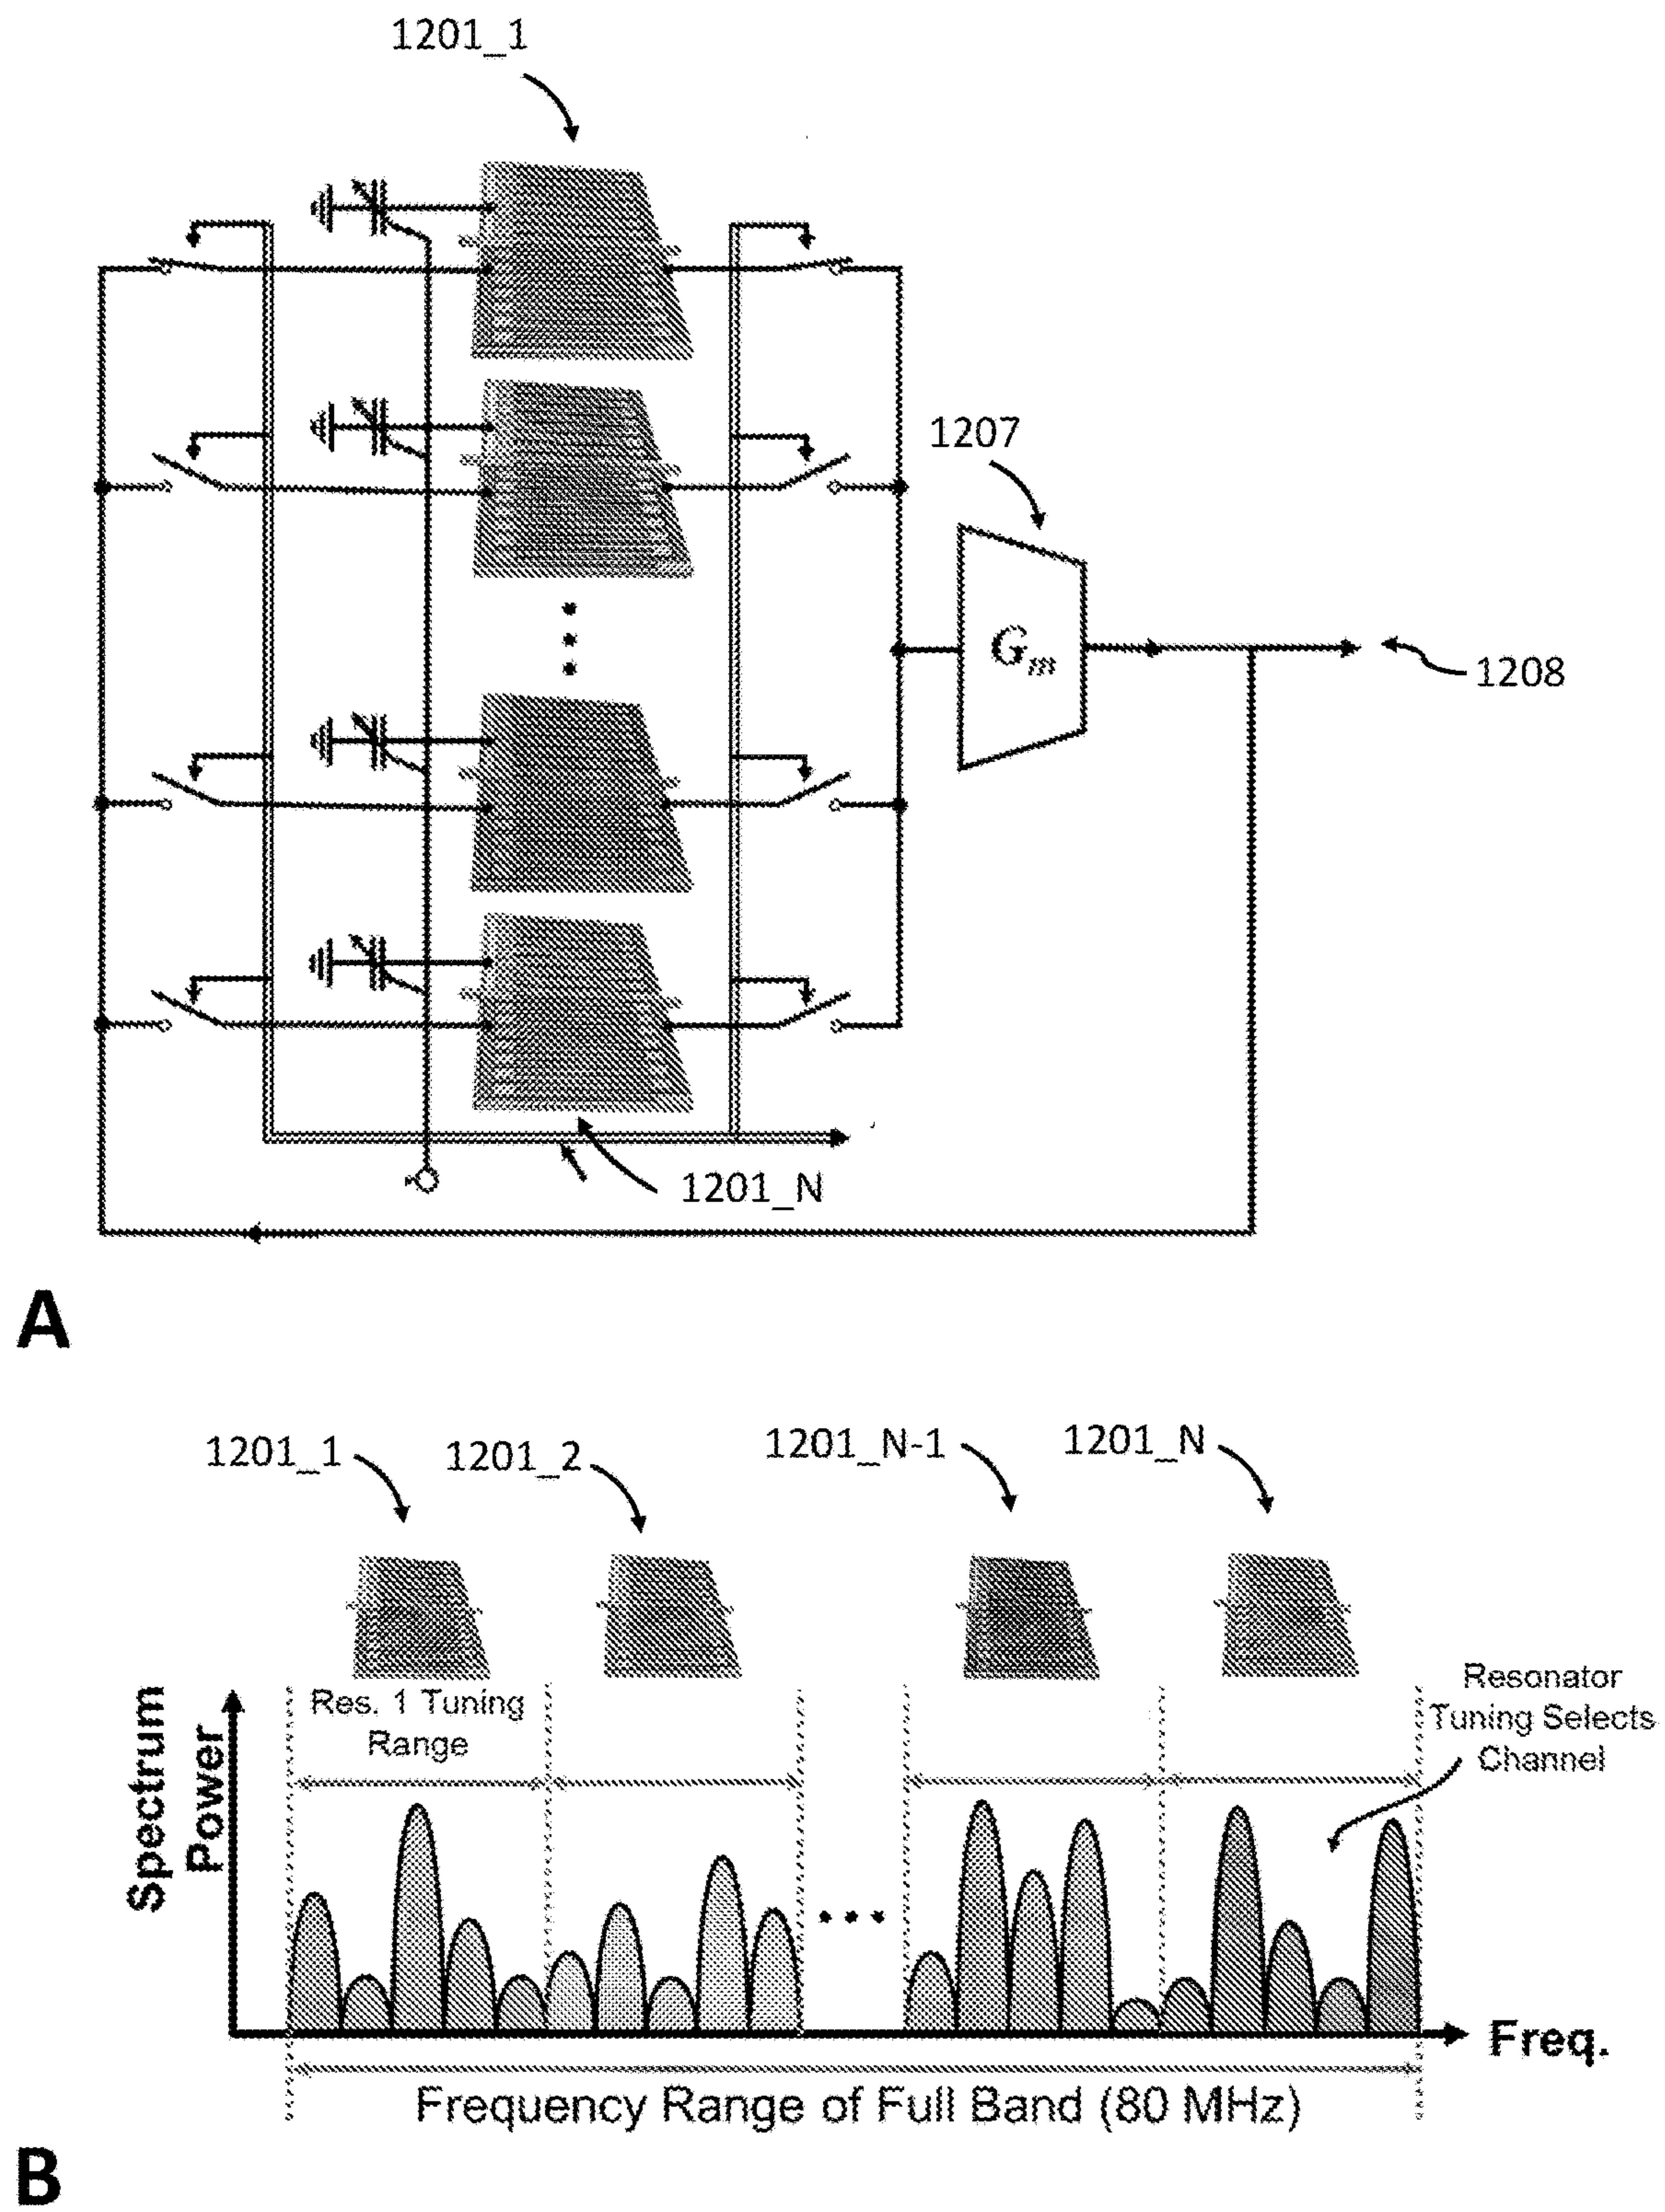 1201_1
1207
Gm
1208
1201_N
A
1201_1
1201_2
1201_N-1
1201_N
Resonator
Tuning Selects
Channel
Res. 1 Tuning
Range
Spectrum
Power
Freq.
Frequency Range of Full Band (80 MHz)
B